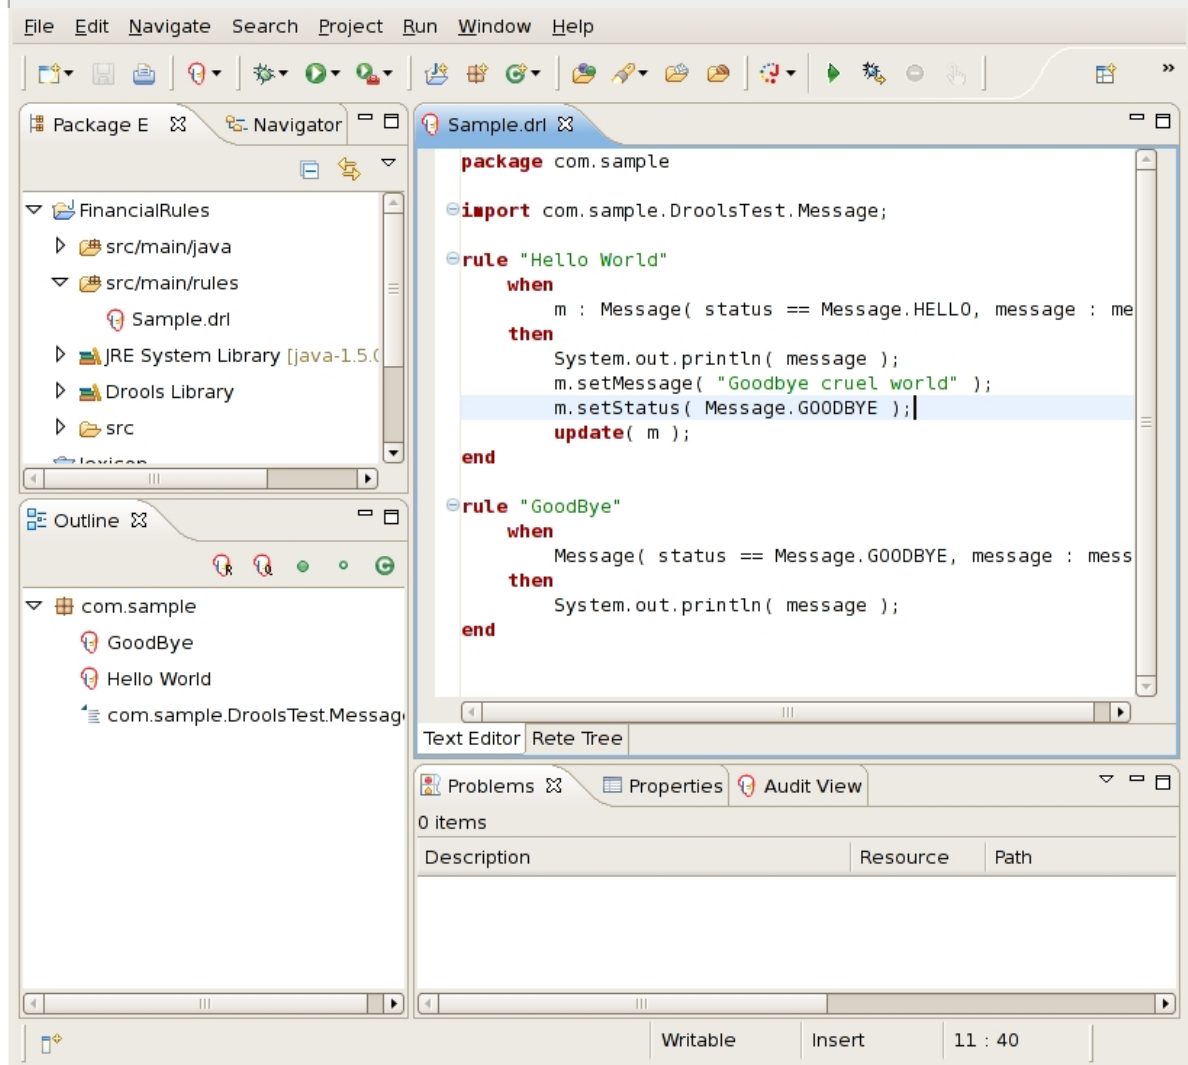 File Edit Navigate Search Project Run Window Help
Package E
Navigator
FinancialRules
src/main/java
src/main/rules
Sample.drl
JRE System Library [java-1.5.0
Drools Library
src
lexicon
Outline
com.sample
GoodBye
Hello World
com.sample.DroolsTest.Messag
Sample.drl
package com.sample
import com.sample.DroolsTest.Message;
rule "Hello World"
when
m : Message( status == Message.HELLO, message : me
then
System.out.println( message );
m.setMessage( "Goodbye cruel world" );
m.setStatus( Message.GOODBYE );
update( m );
end
rule "GoodBye"
when
Message( status == Message.GOODBYE, message : mess
then
System.out.println( message );
end
Text Editor Rete Tree
Problems Properties Audit View
0 items
Description Resource Path
Writable Insert 11 : 40